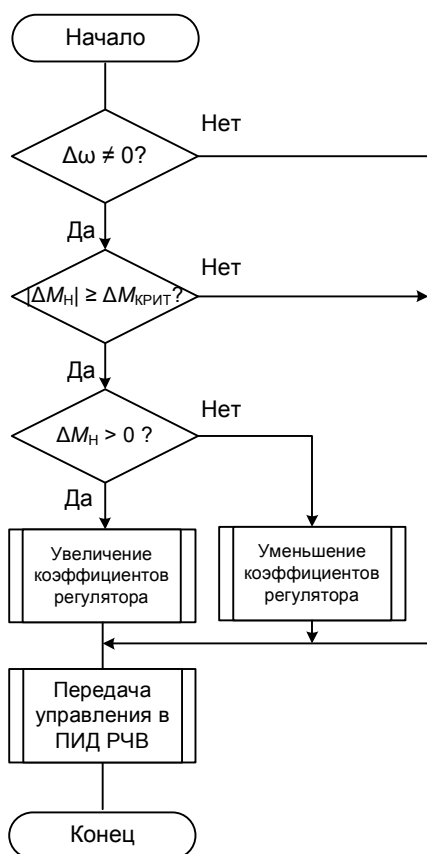 Начало
Нет
Δω ≠ 0?
Да
Нет
|ΔMН| ≥ ΔMКРИТ?
Да
Нет
ΔMН > 0 ?
Да
Увеличение
коэффициентов
регулятора
Уменьшение
коэффициентов
регулятора
Передача
управления в
ПИД РЧВ
Конец